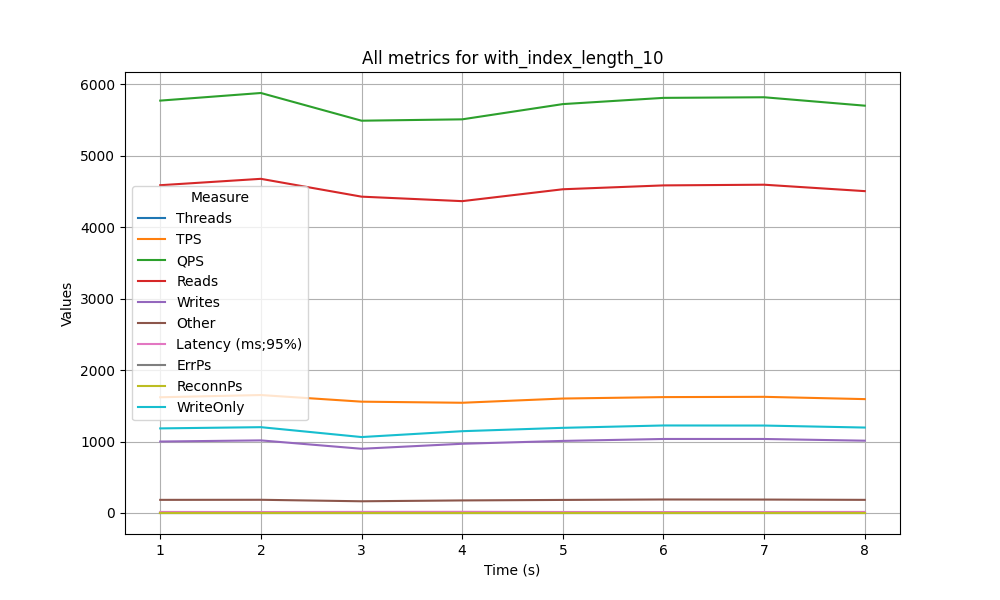 All metrics for with_index_length_10
6000
5000
4000
3000
2000
1000
0
Values
Measure
Threads
TPS
QPS
Reads
Writes
Other
Latency (ms;95%)
ErrPs
ReconnPs
WriteOnly
1 2 3 4 5 6 7 8
Time (s)